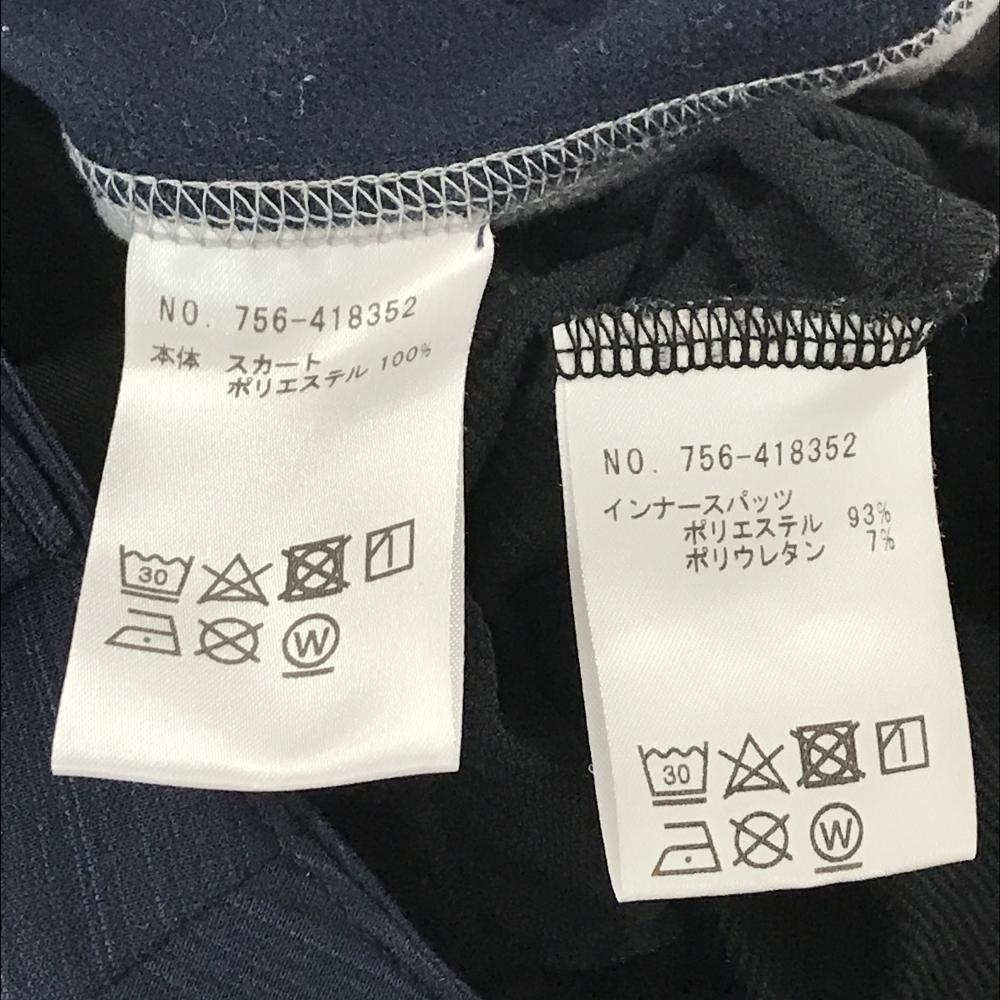 NO. 756-418352
本体 スカート
ポリエステル 100%
30
W
NO. 756-418352
インナースパッツ
ポリエステル 93%
ポリウレタン 7%
30
W